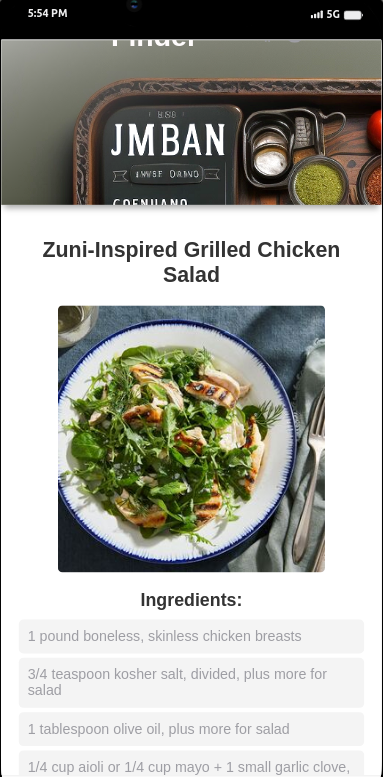 5:54 PM
5G
Finder
JMBAN
Zuni-Inspired Grilled Chicken
Salad
Ingredients:
1 pound boneless, skinless chicken breasts
3/4 teaspoon kosher salt, divided, plus more for
salad
1 tablespoon olive oil, plus more for salad
1/4 cup aioli or 1/4 cup mayo + 1 small garlic clove,